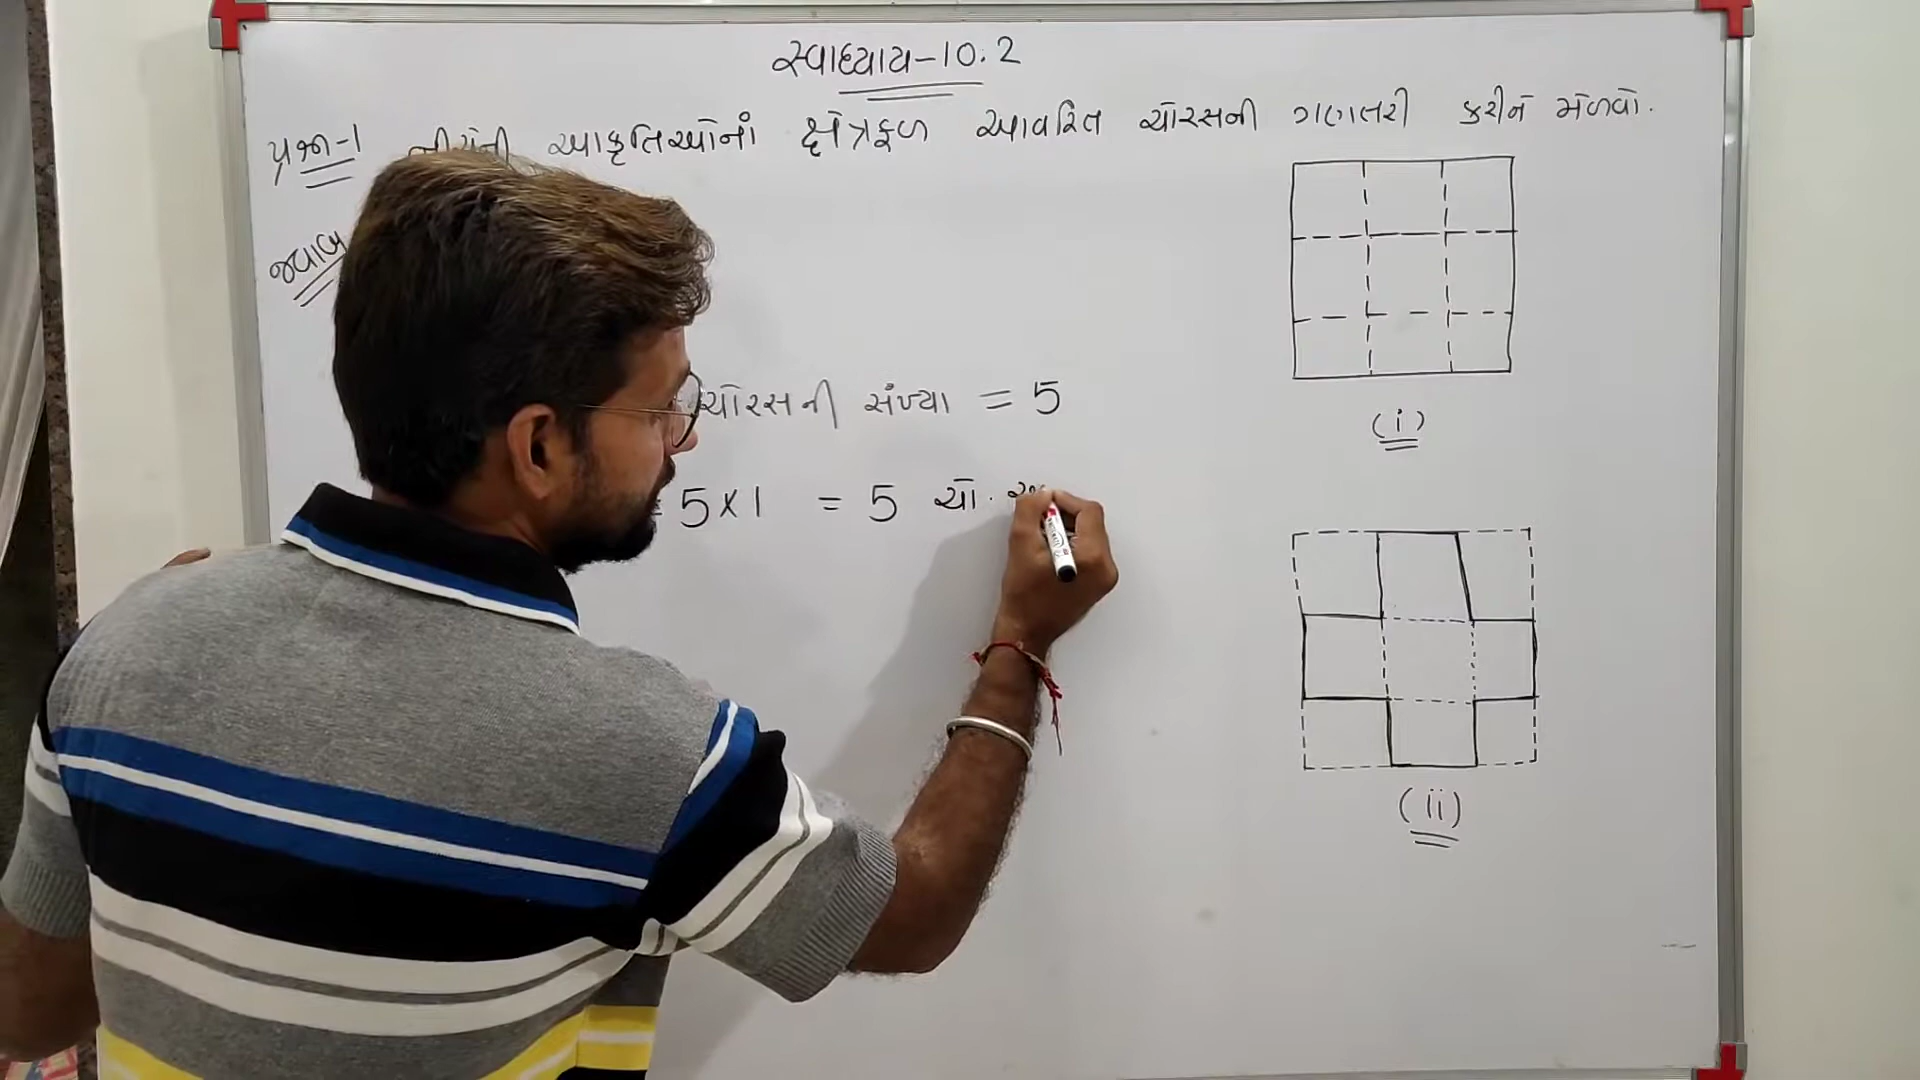 સ્વાધ્યાય-10.2
પ્રશ્ન-1 નીચેની આકૃતિઓનાં ક્ષેત્રફળ આવરિત ચોરસની ગણતરી કરીને મેળવો.
જવાબ
ચોરસની સંખ્યા = 5
= 5 × 1 = 5 ચો.
(i)
(ii)